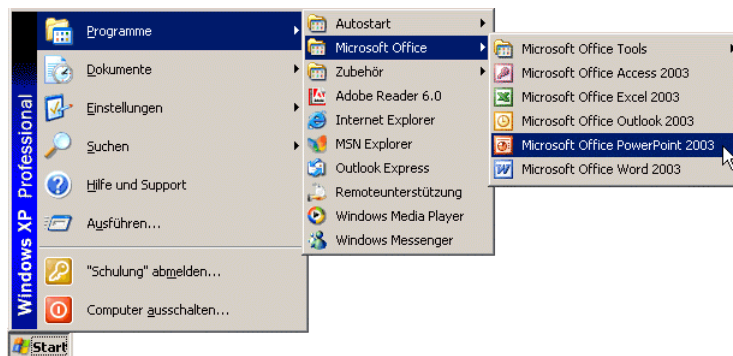 Windows XP Professional
Programme
Dokumente
Einstellungen
Suchen
Hilfe und Support
Ausführen...
"Schulung" abmelden...
Computer ausschalten...
Start
Autostart
Microsoft Office
Zubehör
Adobe Reader 6.0
Internet Explorer
MSN Explorer
Outlook Express
Remoteunterstützung
Windows Media Player
Windows Messenger
Microsoft Office Tools
Microsoft Office Access 2003
Microsoft Office Excel 2003
Microsoft Office Outlook 2003
Microsoft Office PowerPoint 2003
Microsoft Office Word 2003